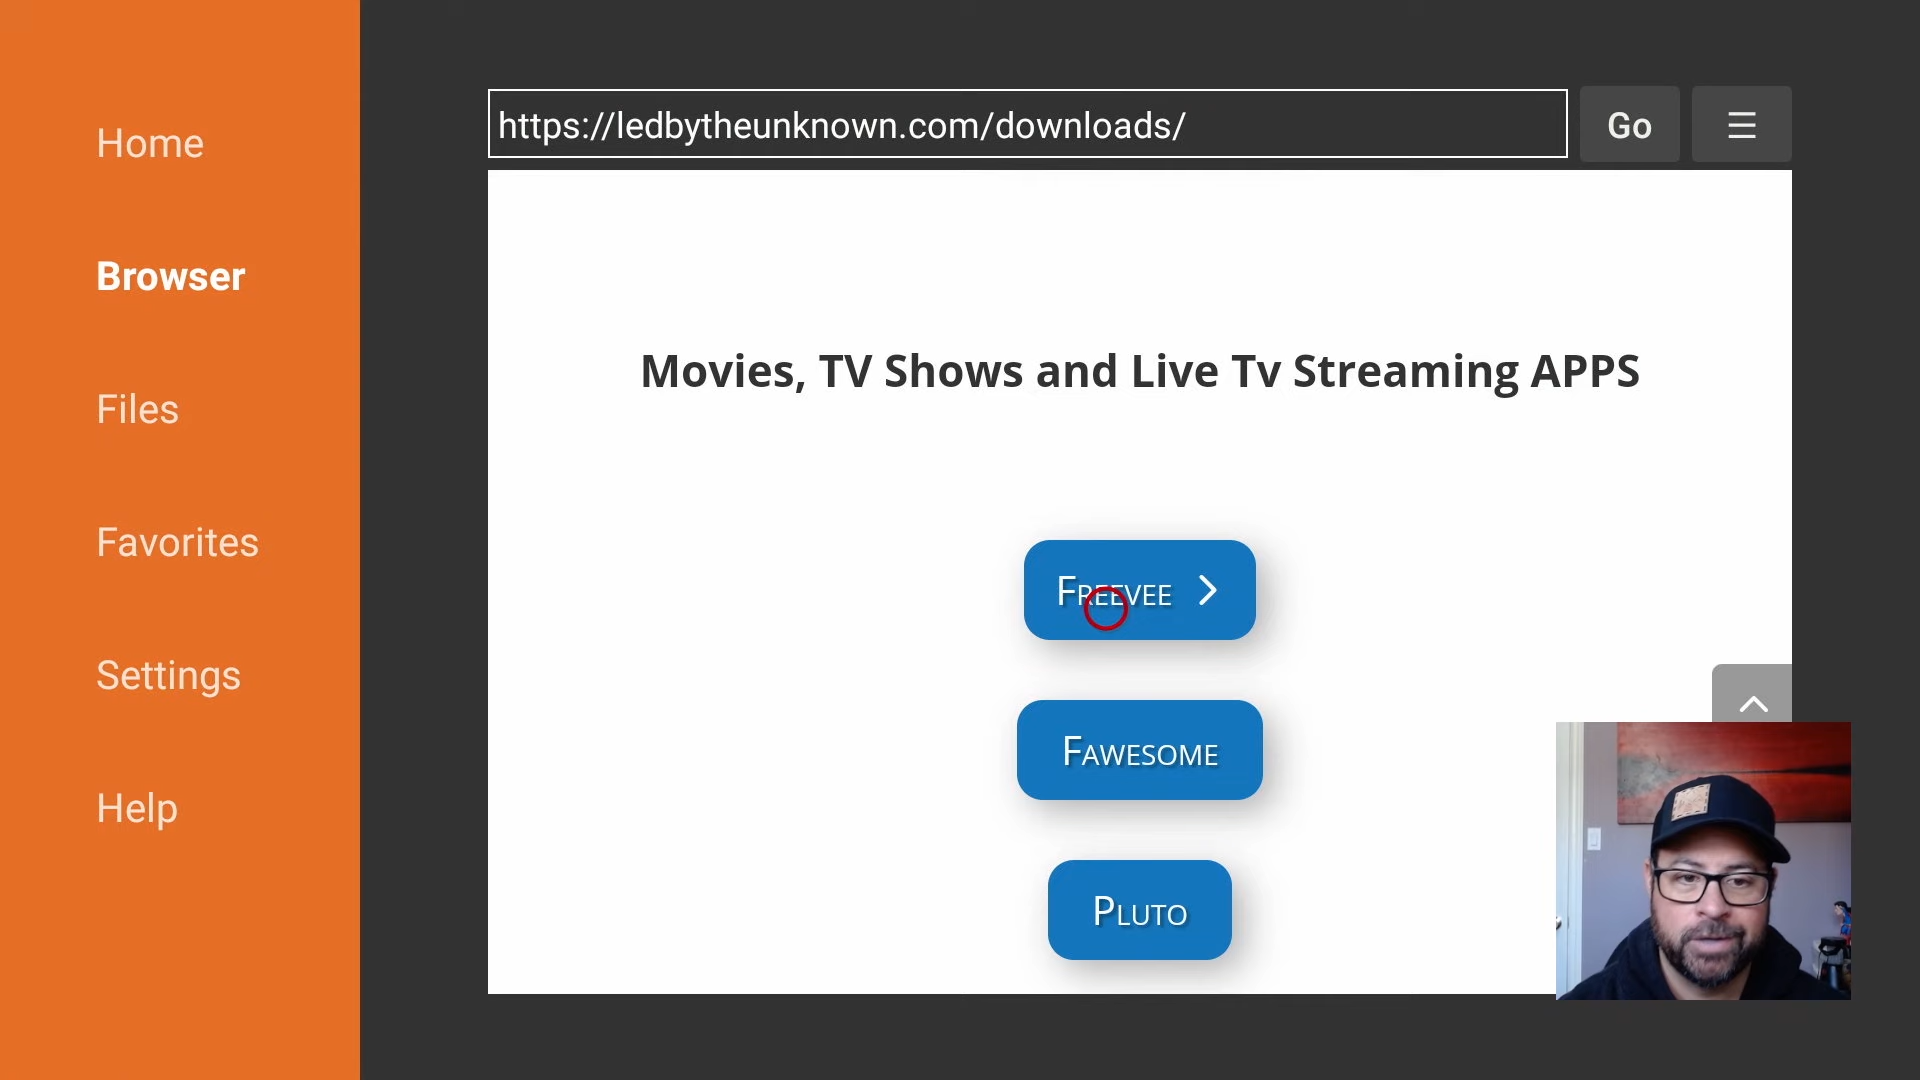 Home
Browser
Files
Favorites
Settings
Help
https://ledbytheunknown.com/downloads/
Go
Movies, TV Shows and Live Tv Streaming APPS
Freevee
Fawesome
Pluto